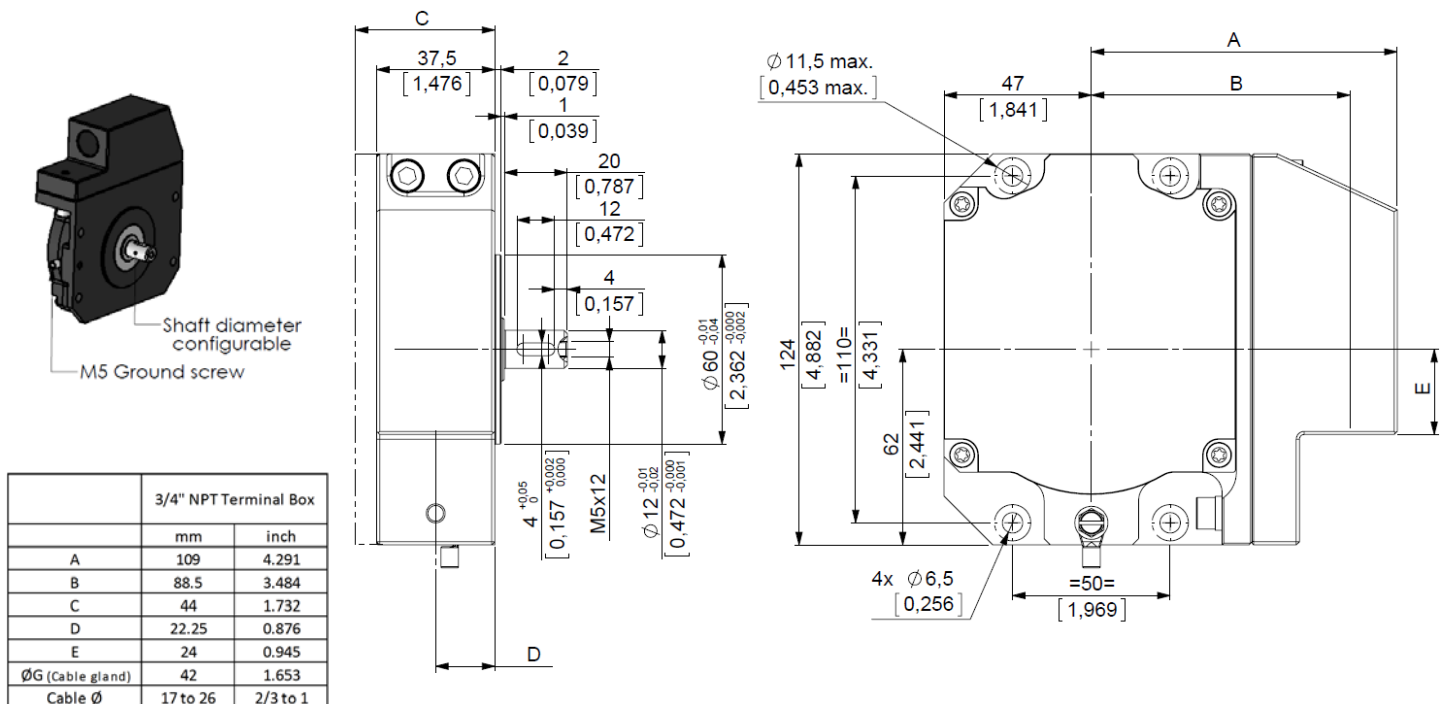 C
37,5
[1,476]
2
[0,079]
1
[0,039]
20
[0,787]
12
[0,472]
4
[0,157]
Ø60 -0,01 -0,04
[2,362 -0,000 -0,002]
4 +0,05 0
[0,157 +0,002 0,000]
M5x12
Ø12 -0,01 -0,02
[0,472 -0,000 -0,001]
D
Shaft diameter
configurable
M5 Ground screw
A
B
Ø11,5 max.
[0,453 max.]
47
[1,841]
124
[4,882]
=110=
[4,331]
62
[2,441]
E
4x Ø6,5
[0,256]
=50=
[1,969]
3/4" NPT Terminal Box
mm inch
A 109 4.291
B 88.5 3.484
C 44 1.732
D 22.25 0.876
E 24 0.945
ØG (Cable gland) 42 1.653
Cable Ø 17 to 26 2/3 to 1